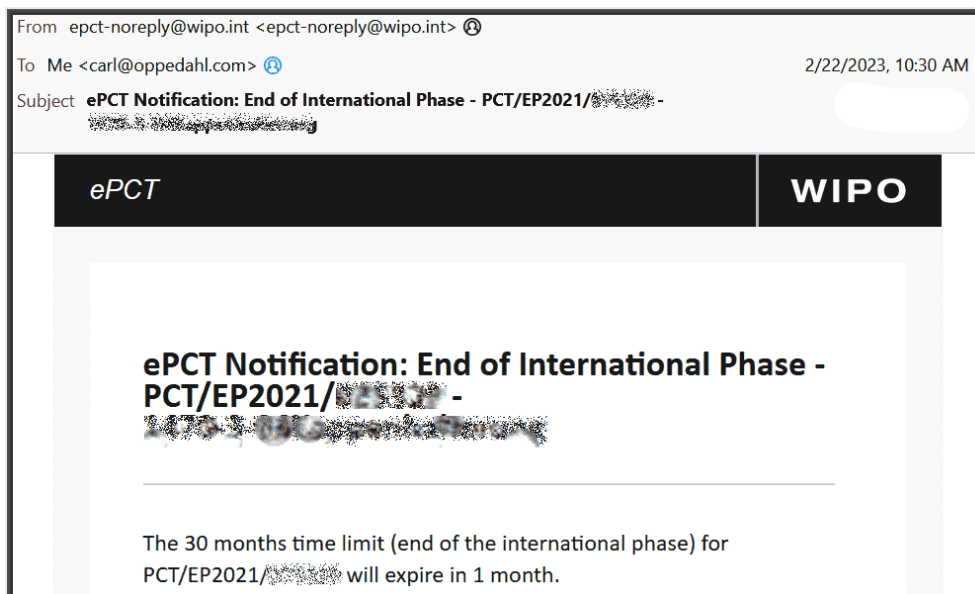 From epct-noreply@wipo.int <epct-noreply@wipo.int>
To Me <carl@oppedahl.com>
2/22/2023, 10:30 AM
Subject ePCT Notification: End of International Phase - PCT/EP2021/ -
ePCT
WIPO
ePCT Notification: End of International Phase -
PCT/EP2021/ -
The 30 months time limit (end of the international phase) for
PCT/EP2021/ will expire in 1 month.